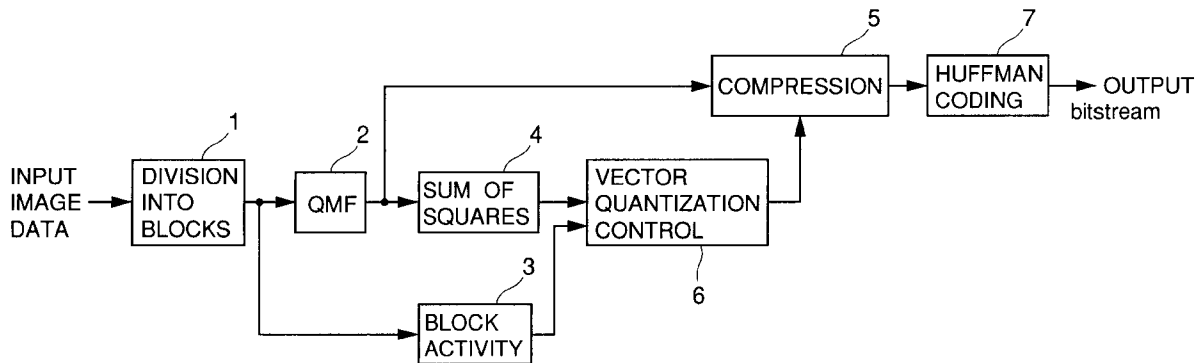 5
7
COMPRESSION
HUFFMAN
CODING
OUTPUT
bitstream
1
2
4
INPUT
IMAGE
DATA
DIVISION
INTO
BLOCKS
QMF
SUM OF
SQUARES
VECTOR
QUANTIZATION
CONTROL
3
6
BLOCK
ACTIVITY